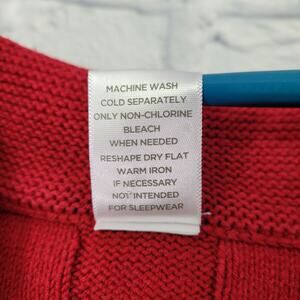 MACHINE WASH
COLD SEPARATELY
ONLY NON-CHLORINE
BLEACH
WHEN NEEDED
RESHAPE DRY FLAT
WARM IRON
IF NECESSARY
NOT INTENDED
FOR SLEEPWEAR